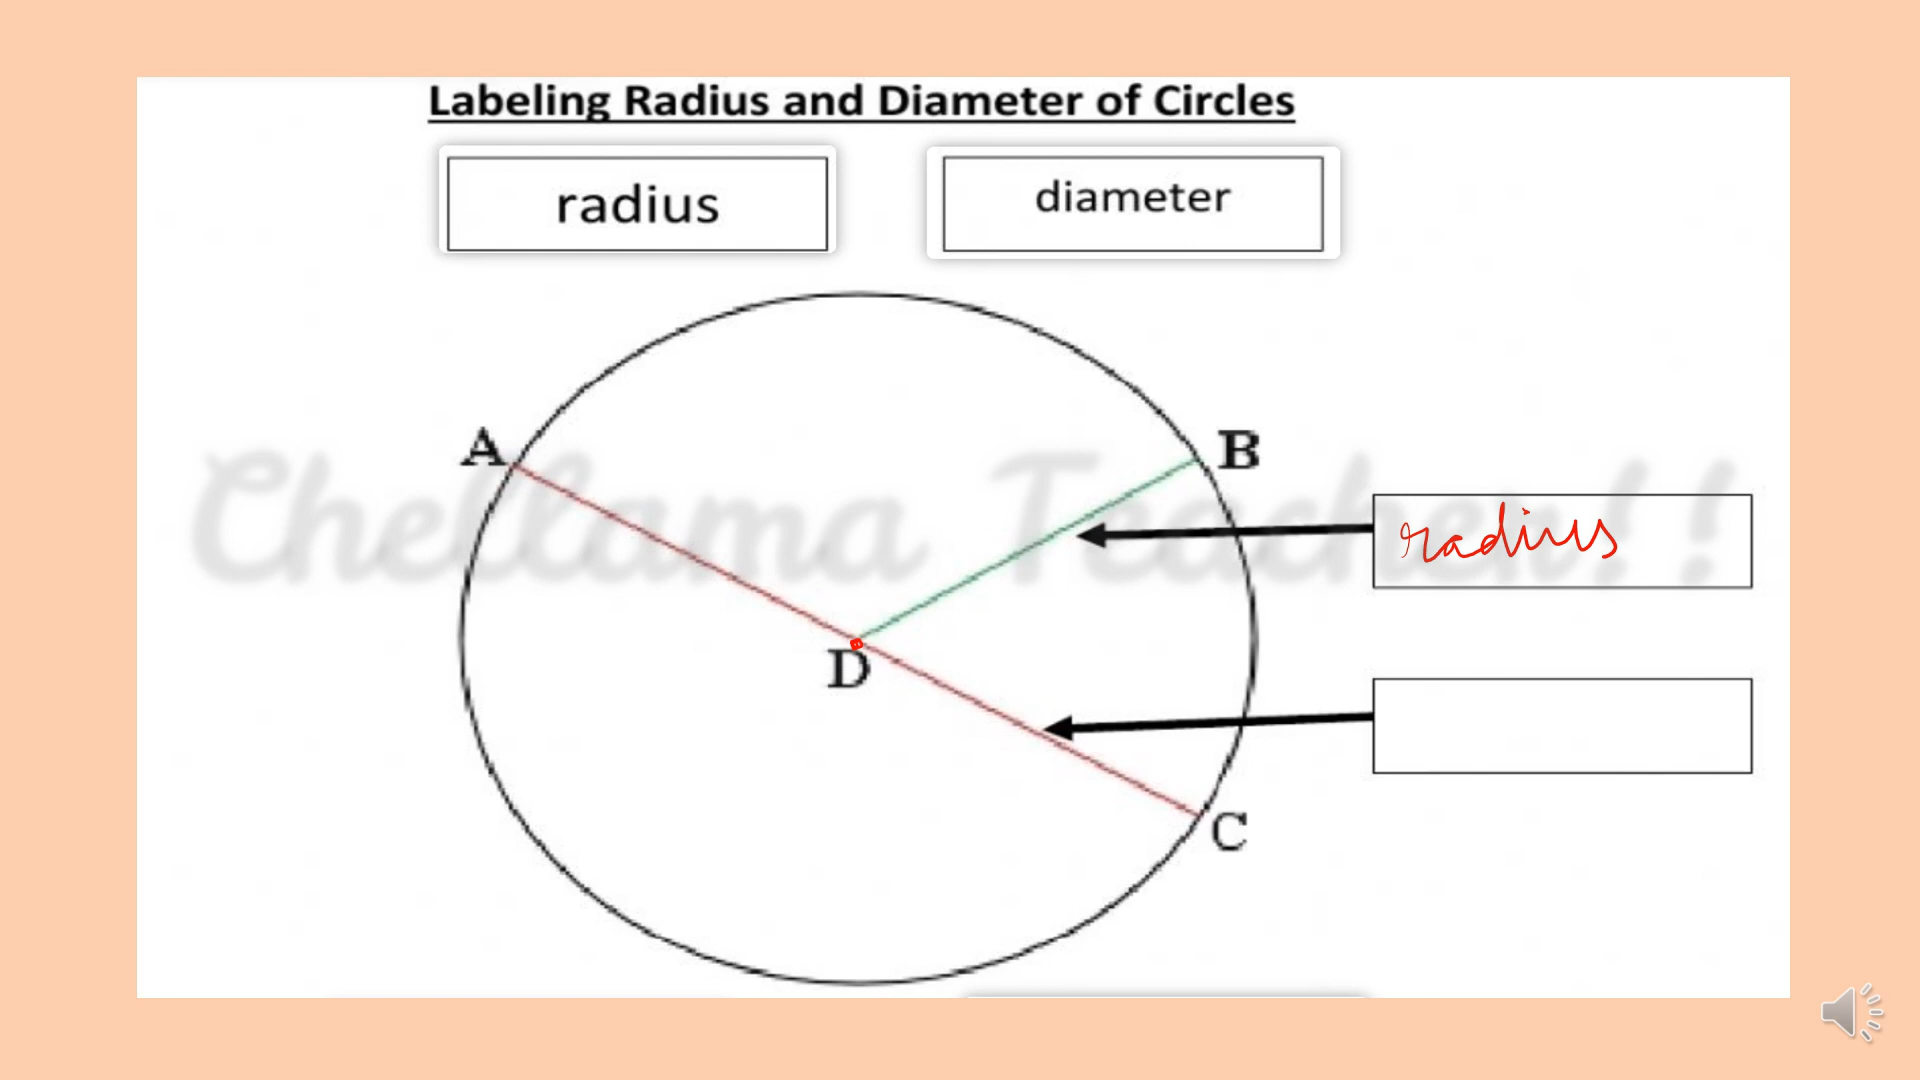 Labeling Radius and Diameter of Circles
radius
diameter
A
B
Chellama Teacher!!
radius
D
C